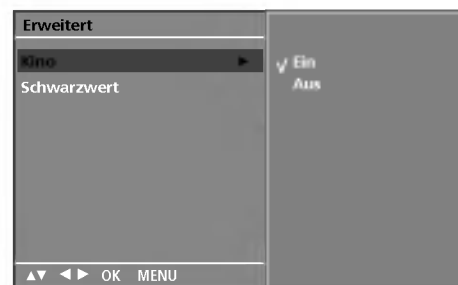 Erweitert
Kino ►
Schwarzwert
▲▼ ◄ ► OK MENU
√ Ein
Aus